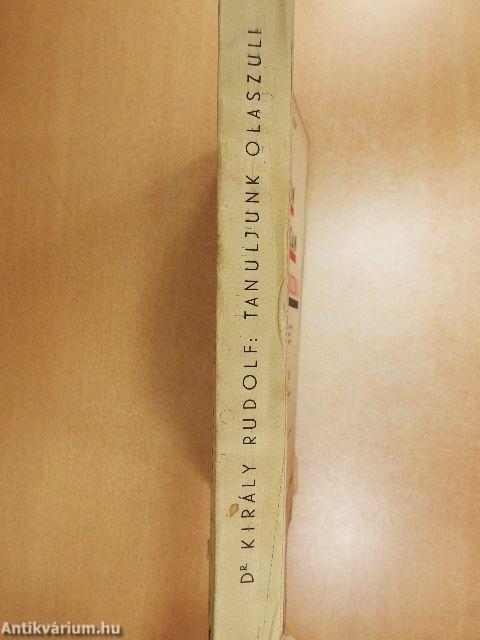 Dᴿ KIRÁLY RUDOLF: TANULJUNK OLASZUL!
Antikvárium.hu